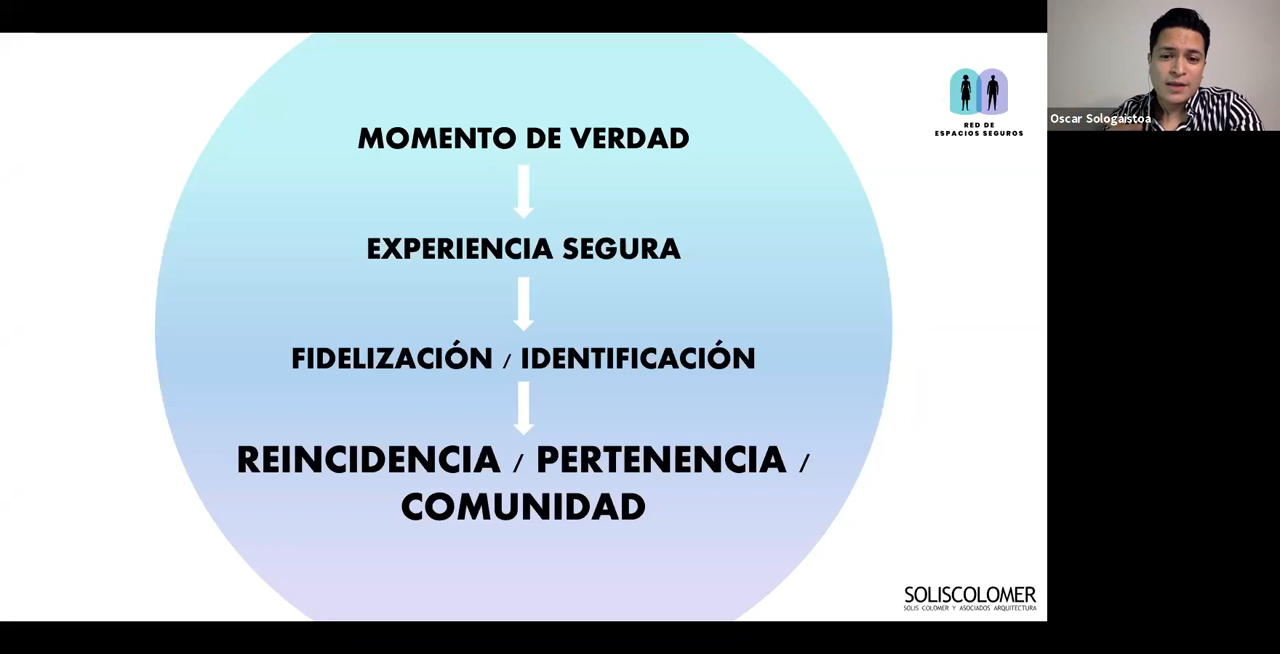 MOMENTO DE VERDAD
EXPERIENCIA SEGURA
FIDELIZACIÓN / IDENTIFICACIÓN
REINCIDENCIA / PERTENENCIA /
COMUNIDAD
RED DE
ESPACIOS SEGUROS
Oscar Sologaistoa
SOLISCOLOMER
SOLIS COLOMER Y ASOCIADOS ARQUITECTURA